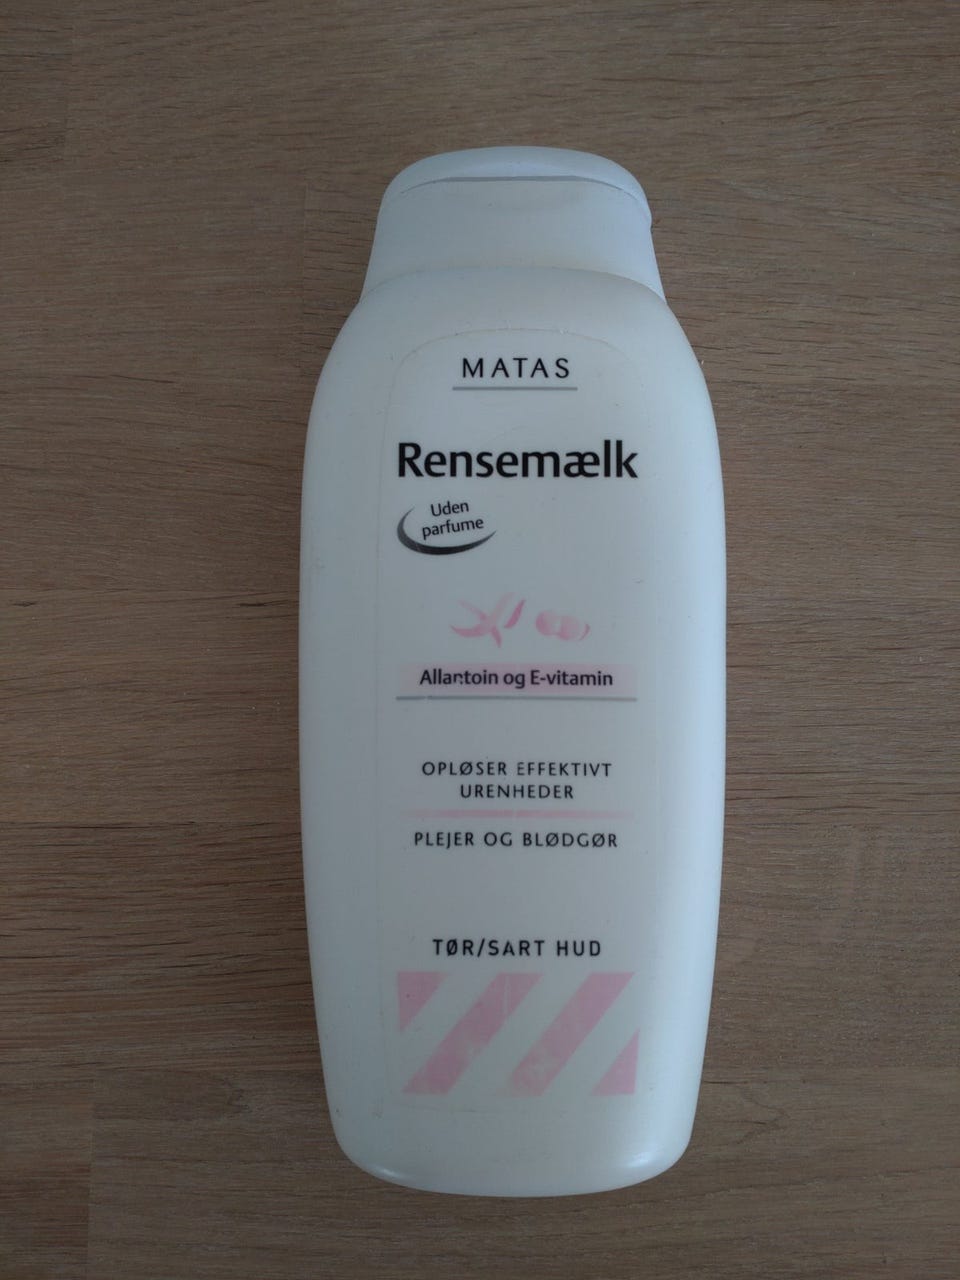 MATAS
Rensemælk
Uden
parfume
Allantoin og E-vitamin
OPLØSER EFFEKTIVT
URENHEDER
PLEJER OG BLØDGØR
TØR/SART HUD